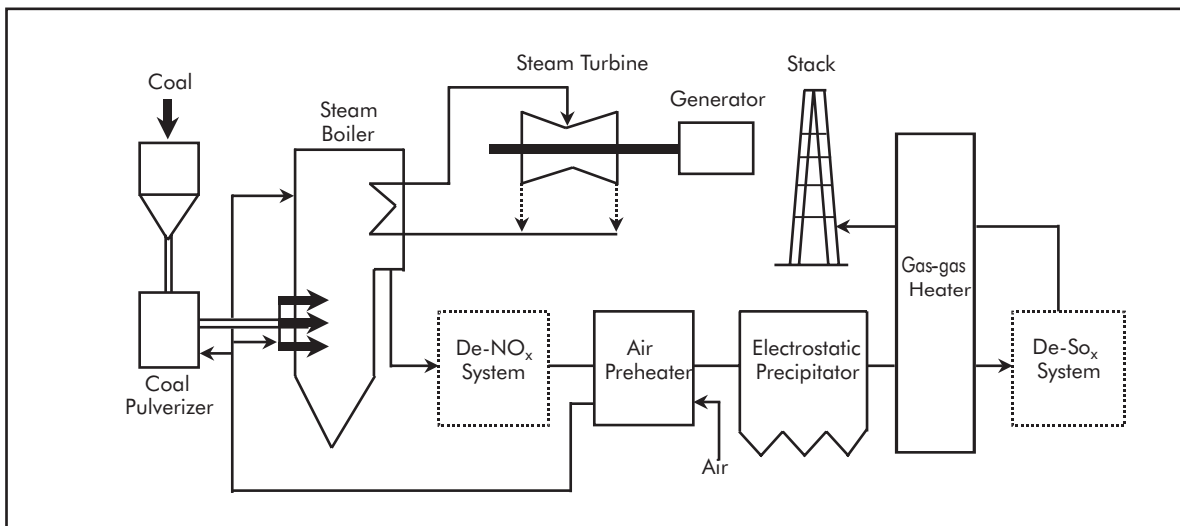 Coal
Steam
Boiler
Steam Turbine
Generator
Stack
Coal
Pulverizer
De-NOx
System
Air
Preheater
Air
Electrostatic
Precipitator
Gas-gas
Heater
De-Sox
System